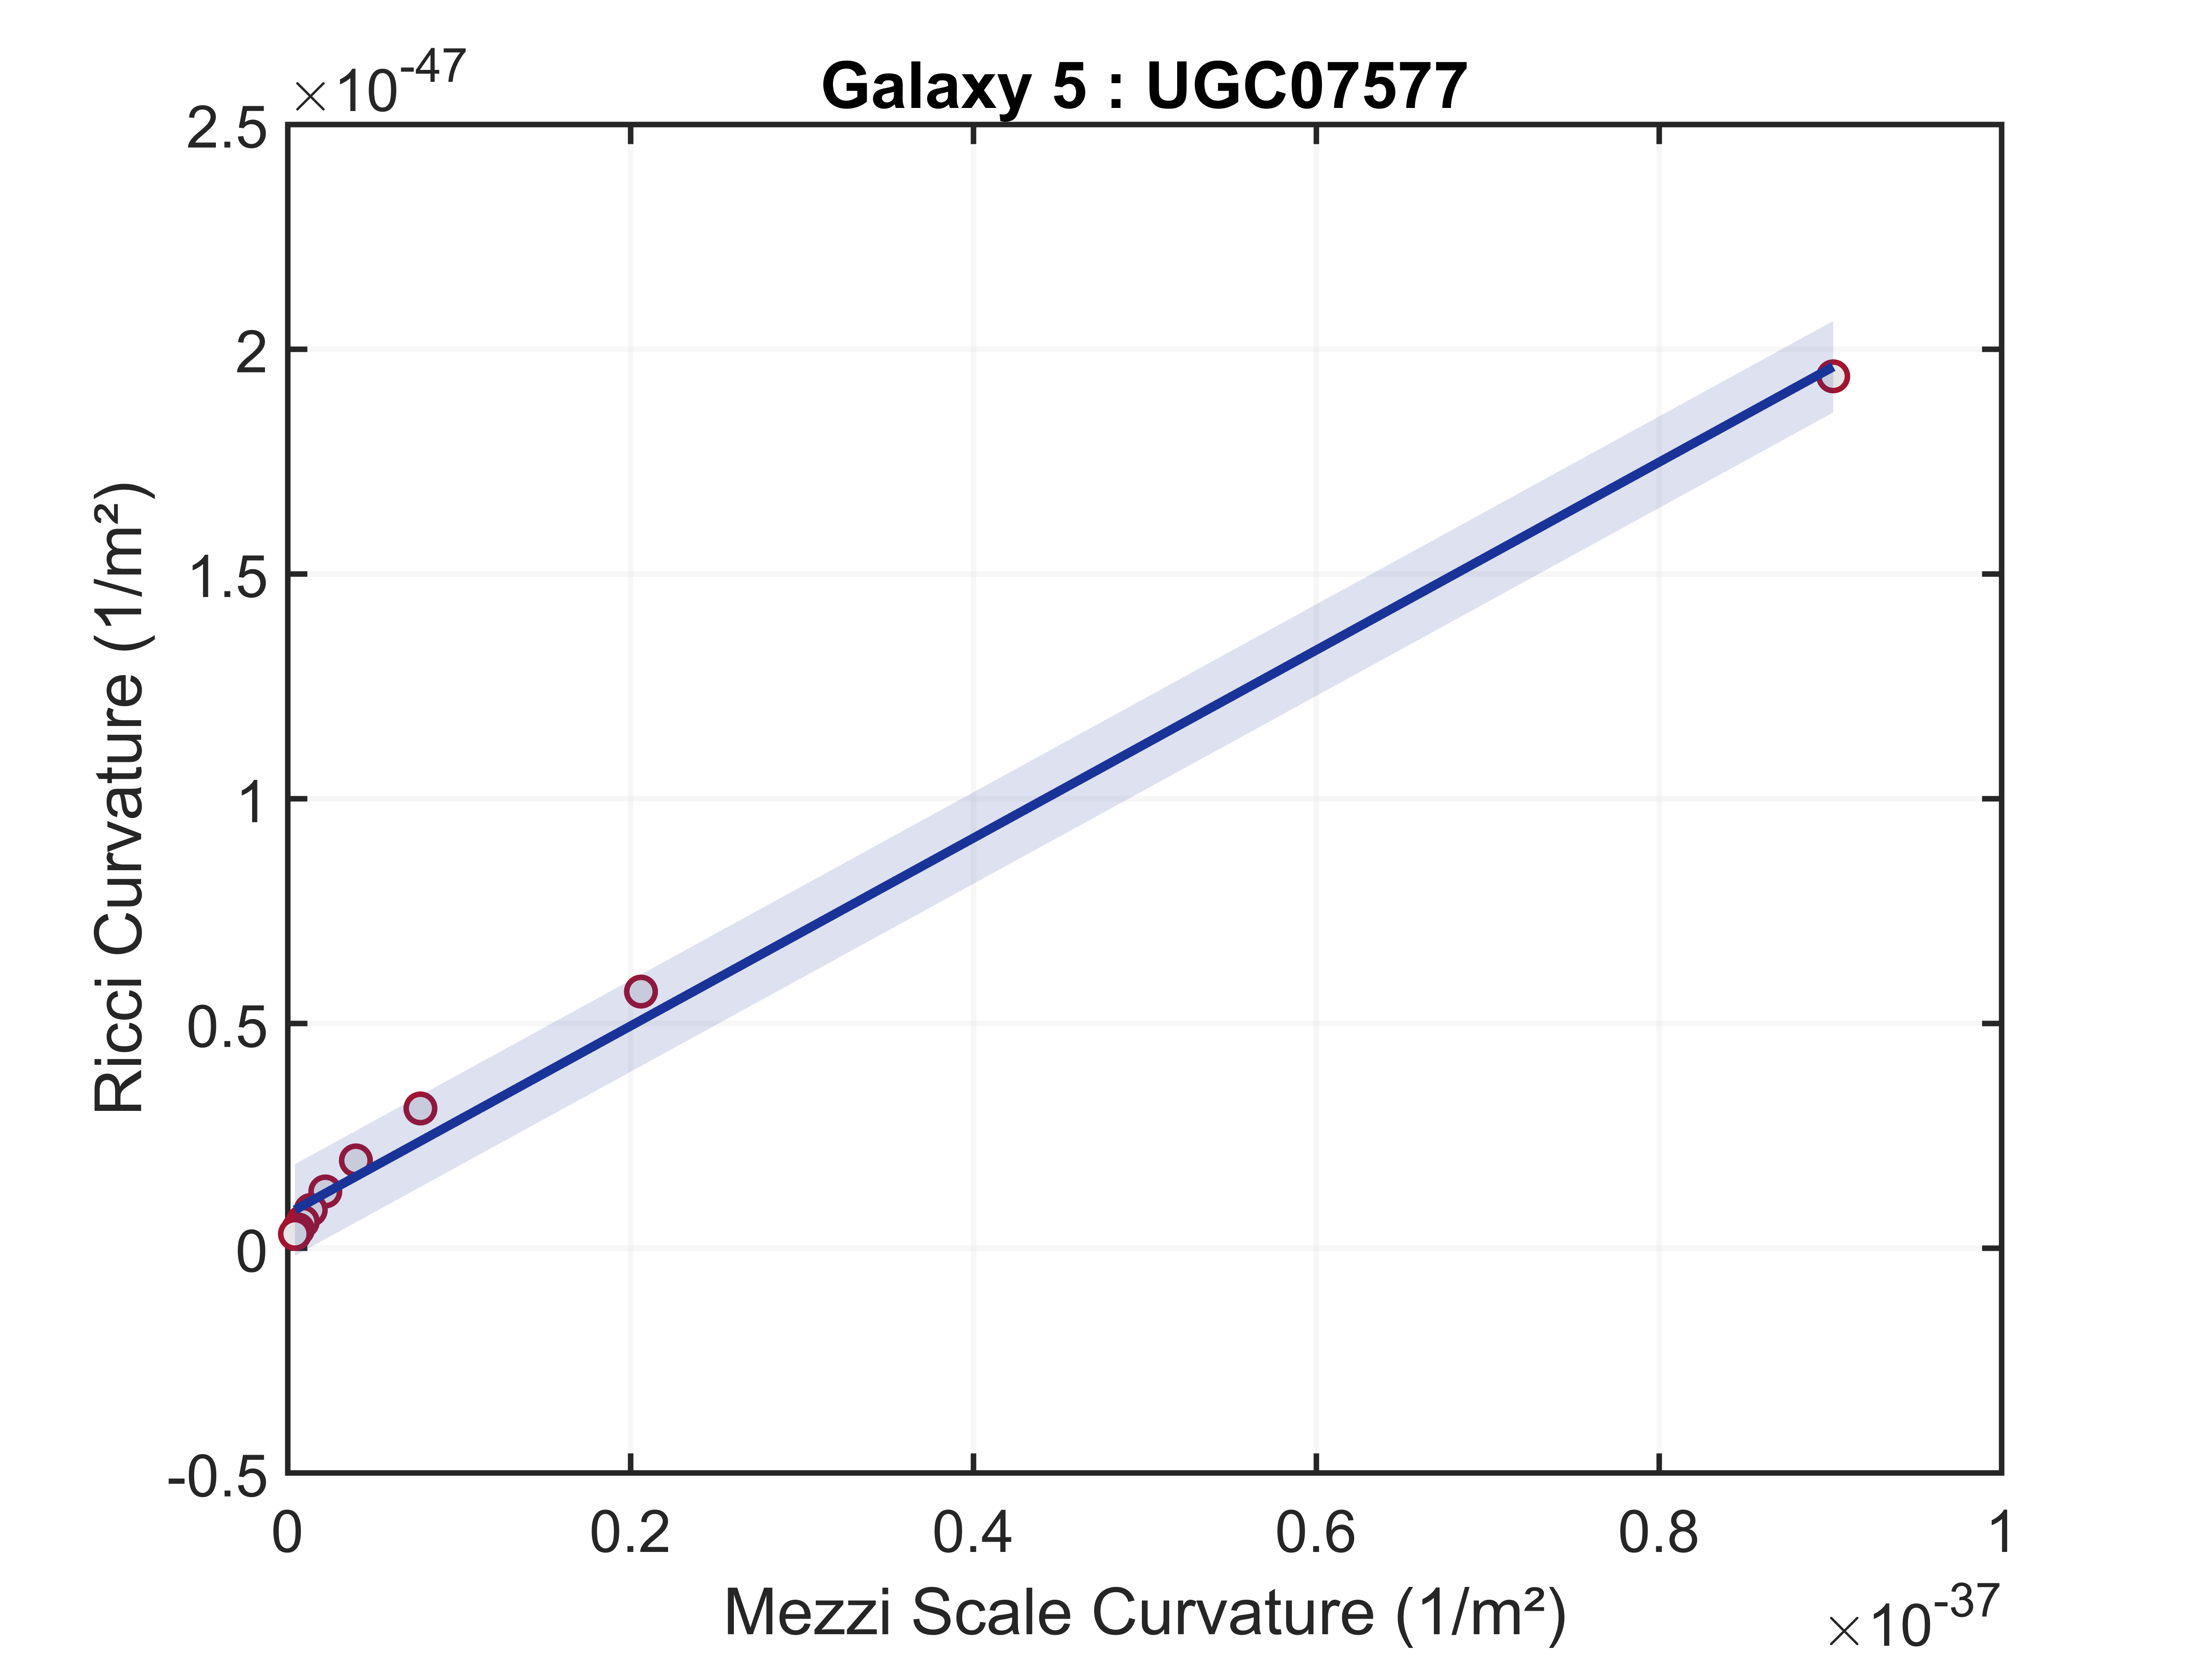 ×10-47
Galaxy 5 : UGC07577
2.5
2
1.5
1
0.5
0
-0.5
Ricci Curvature (1/m²)
0 0.2 0.4 0.6 0.8 1
Mezzi Scale Curvature (1/m²)
×10-37